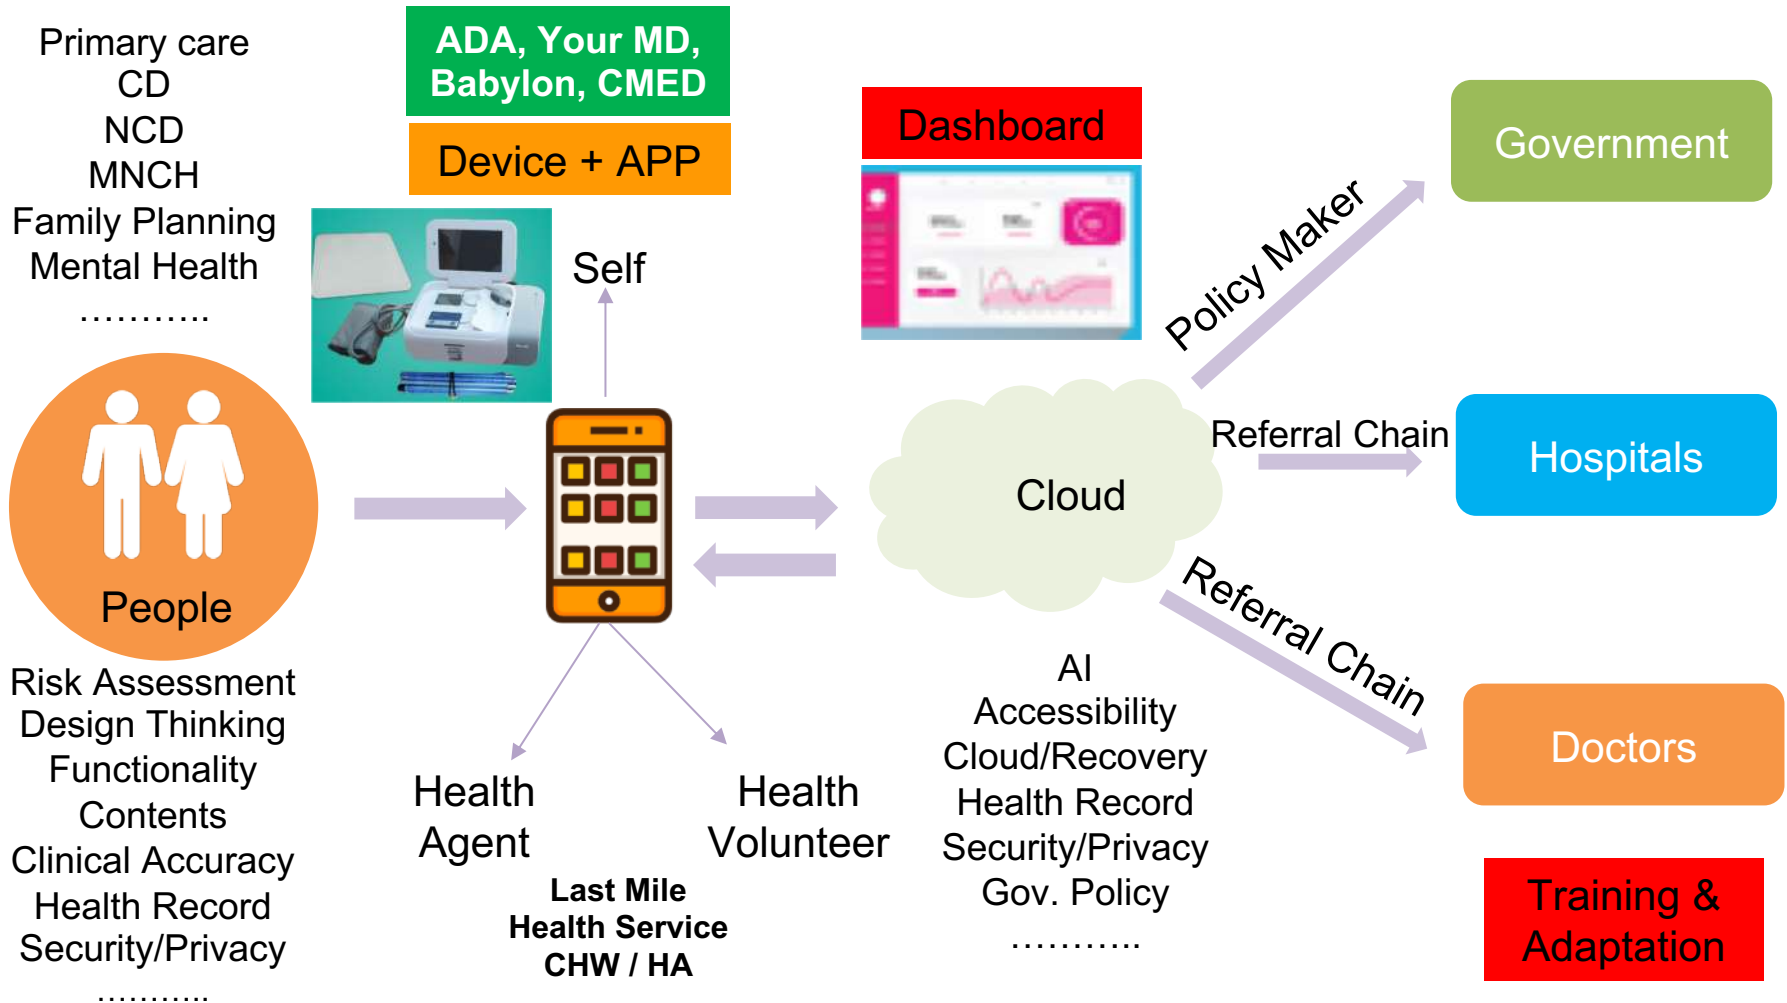 Primary care
CD
NCD
MNCH
Family Planning
Mental Health
………..
People
Risk Assessment
Design Thinking
Functionality
Contents
Clinical Accuracy
Health Record
Security/Privacy
………..
ADA, Your MD,
Babylon, CMED
Device + APP
Self
Health
Agent
Health
Volunteer
Last Mile
Health Service
CHW / HA
Dashboard
Cloud
AI
Accessibility
Cloud/Recovery
Health Record
Security/Privacy
Gov. Policy
………..
Policy Maker
Referral Chain
Referral Chain
Government
Hospitals
Doctors
Training &
Adaptation